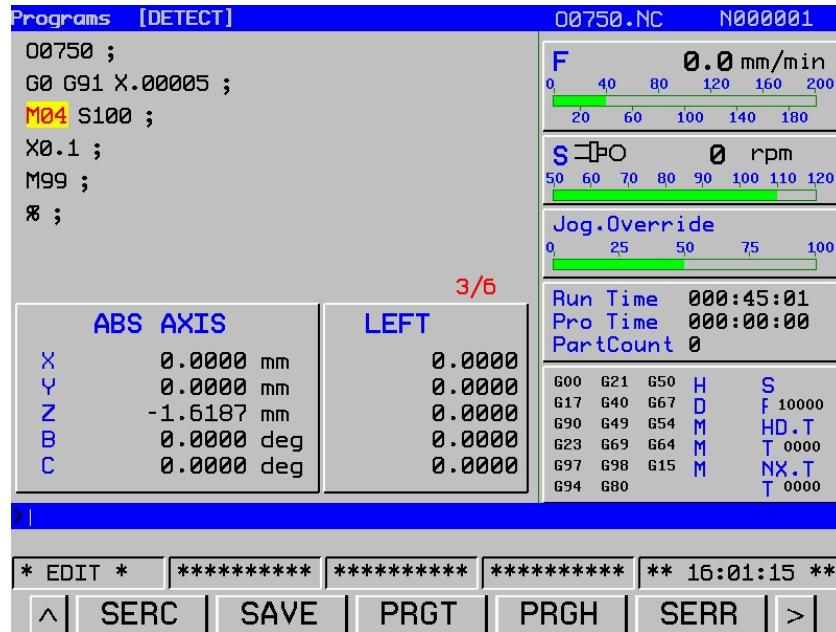 Programs [DETECT] O0750.NC N000001
O0750 ;
G0 G91 X.00005 ;
M04 S100 ;
X0.1 ;
M99 ;
% ;
3/6
F 0.0 mm/min
0 40 80 120 160 200
20 60 100 140 180
S 0 rpm
50 60 70 80 90 100 110 120
Jog.Override
0 25 50 75 100
Run Time 000:45:01
Pro Time 000:00:00
PartCount 0
ABS AXIS LEFT
X 0.0000 mm 0.0000
Y 0.0000 mm 0.0000
Z -1.6187 mm 0.0000
B 0.0000 deg 0.0000
C 0.0000 deg 0.0000
G00 G21 G50 H S
G17 G40 G67 D F 10000
G90 G49 G54 M HD.T
G23 G69 G64 M T 0000
G97 G98 G15 M NX.T
G94 G80 T 0000
>
* EDIT * ********** ********** ********** ** 16:01:15 **
^ SERC SAVE PRGT PRGH SERR >